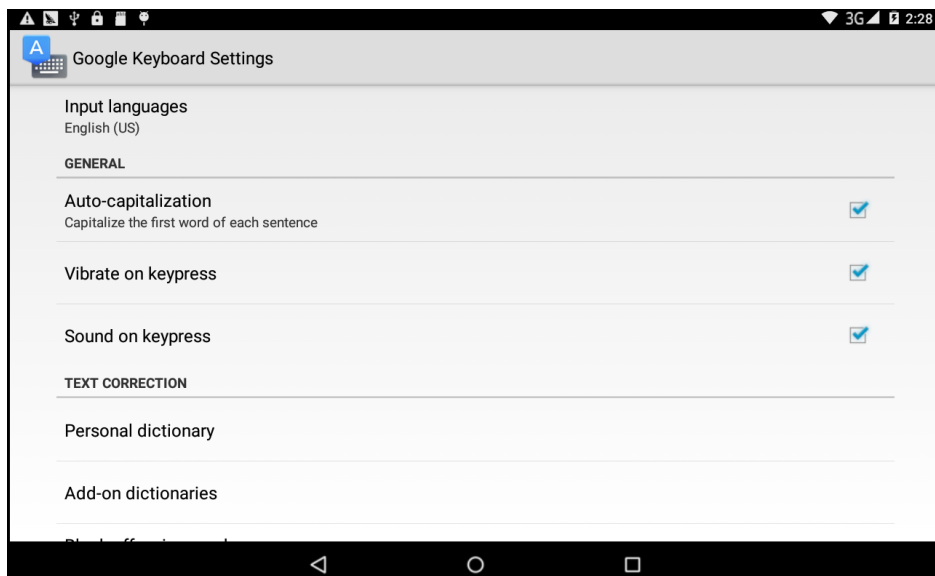 3G 2:28
A
Google Keyboard Settings
Input languages
English (US)
GENERAL
Auto-capitalization
Capitalize the first word of each sentence
Vibrate on keypress
Sound on keypress
TEXT CORRECTION
Personal dictionary
Add-on dictionaries